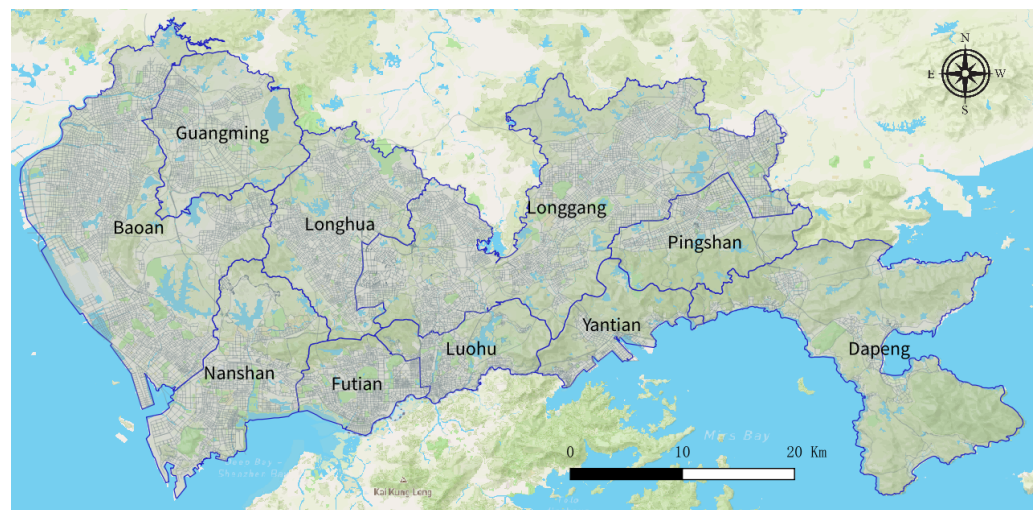 N
E W
S
Guangming
Baoan
Longhua
Longgang
Pingshan
Yantian
Luohu
Dapeng
Nanshan
Futian
Mirs Bay
0 10 20 Km
Kai Kung Leng